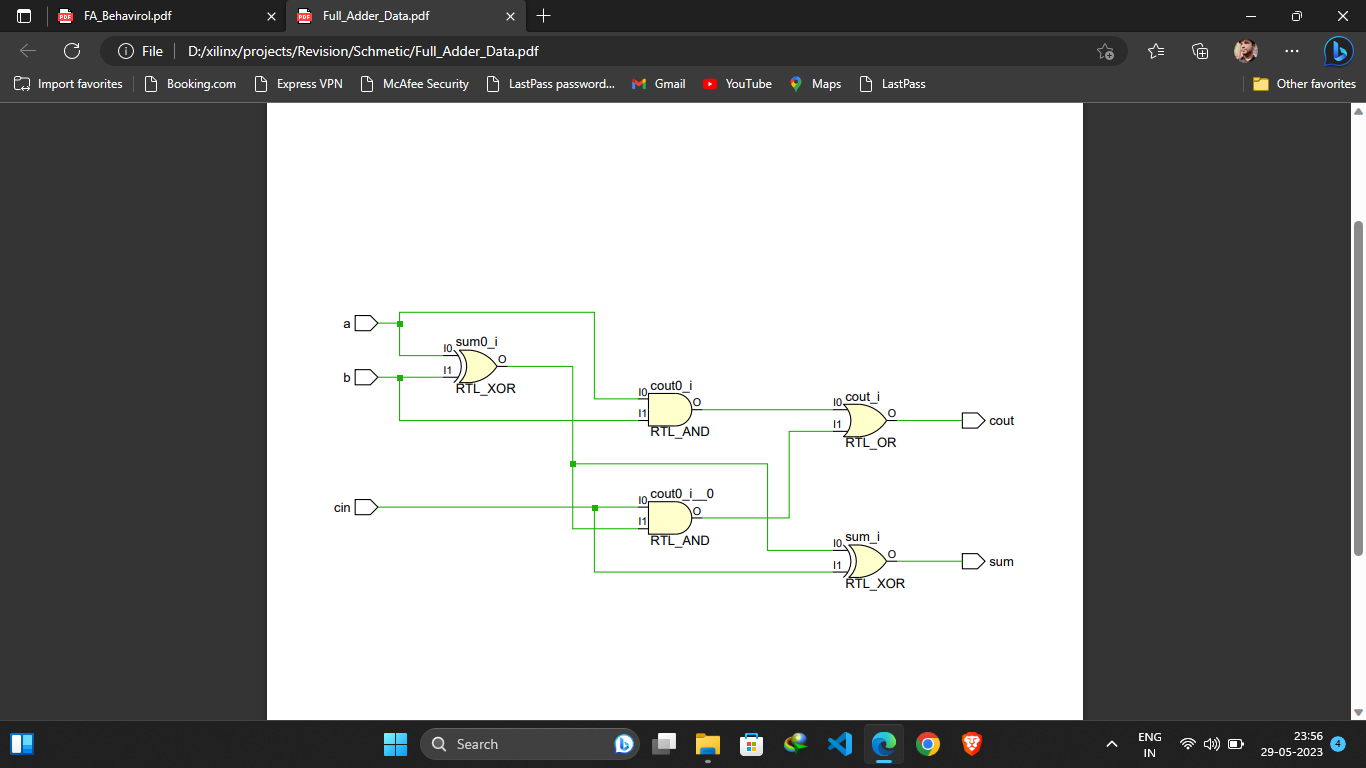 FA_Behavirol.pdf
Full_Adder_Data.pdf
File
D:/xilinx/projects/Revision/Schmetic/Full_Adder_Data.pdf
Import favorites
Booking.com
Express VPN
McAfee Security
LastPass password...
Gmail
YouTube
Maps
LastPass
Other favorites
a
sum0_i
I0
O
b
I1
RTL_XOR
cout0_i
I0
O
I1
RTL_AND
cout_i
I0
O
cout
I1
RTL_OR
cin
cout0_i__0
I0
O
I1
RTL_AND
sum_i
I0
O
sum
I1
RTL_XOR
Search
ENG
IN
23:56
29-05-2023
4